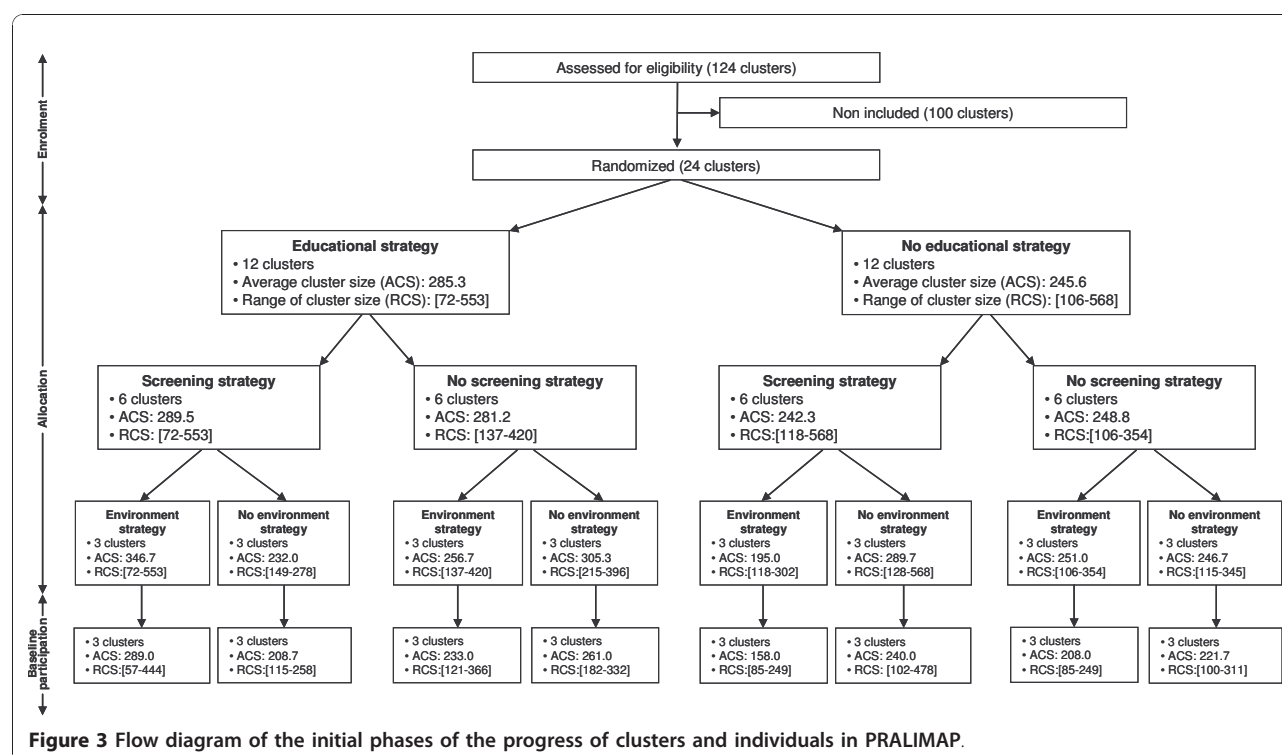 Assessed for eligibility (124 clusters)
Non included (100 clusters)
Randomized (24 clusters)
Enrolment
Allocation
Baseline
participation
Educational strategy
• 12 clusters
• Average cluster size (ACS): 285.3
• Range of cluster size (RCS): [72-553]
No educational strategy
• 12 clusters
• Average cluster size (ACS): 245.6
• Range of cluster size (RCS): [106-568]
Screening strategy
• 6 clusters
• ACS: 289.5
• RCS: [72-553]
No screening strategy
• 6 clusters
• ACS: 281.2
• RCS: [137-420]
Screening strategy
• 6 clusters
• ACS: 242.3
• RCS:[118-568]
No screening strategy
• 6 clusters
• ACS: 248.8
• RCS:[106-354]
Environment
strategy
• 3 clusters
• ACS: 346.7
• RCS:[72-553]
No environment
strategy
• 3 clusters
• ACS: 232.0
• RCS:[149-278]
Environment
strategy
• 3 clusters
• ACS: 256.7
• RCS:[137-420]
No environment
strategy
• 3 clusters
• ACS: 305.3
• RCS:[215-396]
Environment
strategy
• 3 clusters
• ACS: 195.0
• RCS:[118-302]
No environment
strategy
• 3 clusters
• ACS: 289.7
• RCS:[128-568]
Environment
strategy
• 3 clusters
• ACS: 251.0
• RCS:[106-354]
No environment
strategy
• 3 clusters
• ACS: 246.7
• RCS:[115-345]
• 3 clusters
• ACS: 289.0
• RCS:[57-444]
• 3 clusters
• ACS: 208.7
• RCS:[115-258]
• 3 clusters
• ACS: 233.0
• RCS:[121-366]
• 3 clusters
• ACS: 261.0
• RCS:[182-332]
• 3 clusters
• ACS: 158.0
• RCS:[85-249]
• 3 clusters
• ACS: 240.0
• RCS:[102-478]
• 3 clusters
• ACS: 208.0
• RCS:[85-249]
• 3 clusters
• ACS: 221.7
• RCS:[100-311]
Figure 3 Flow diagram of the initial phases of the progress of clusters and individuals in PRALIMAP.